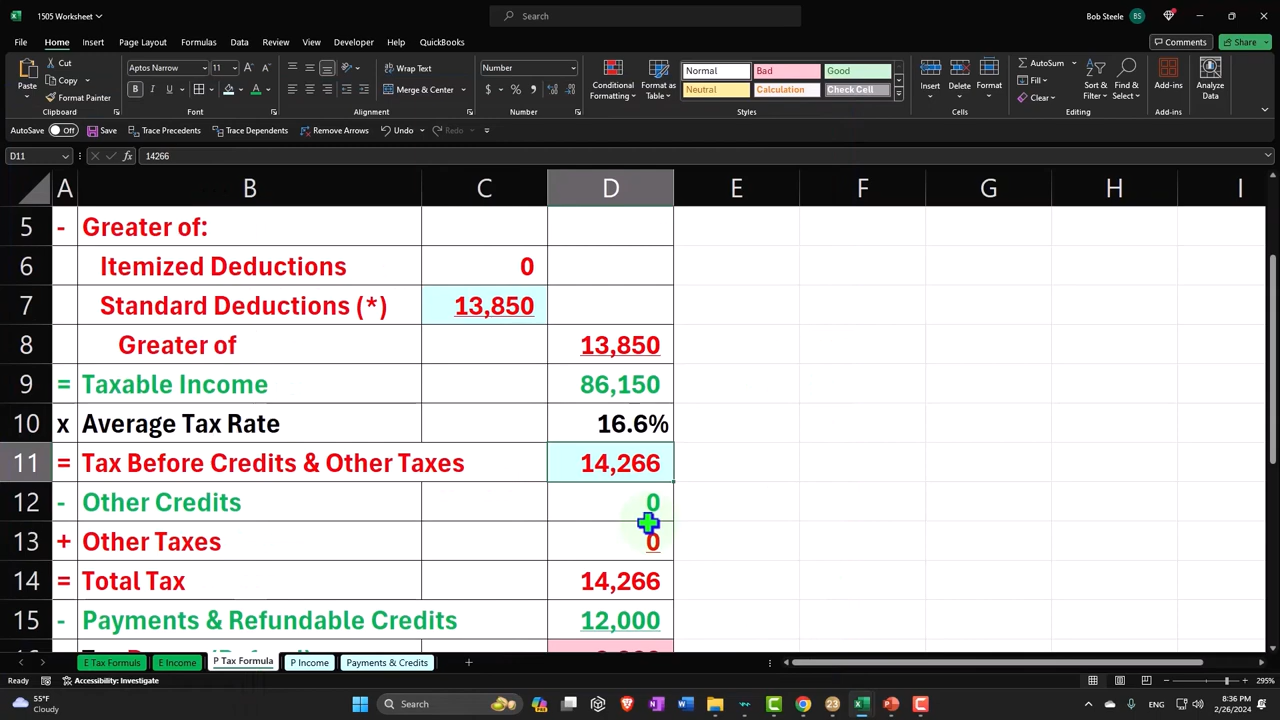 1505 Worksheet
Search
Bob Steele BS
File Home Insert Page Layout Formulas Data Review View Developer Help QuickBooks
Comments Share
Paste Cut Copy Format Painter
Clipboard
Aptos Narrow 11
B I U
Font
Wrap Text
Merge & Center
Alignment
Number
$ % 9
Number
Conditional Formatting Format as Table
Normal Bad Good
Neutral Calculation Check Cell
Styles
Insert Delete Format
Cells
AutoSum
Fill
Clear
Sort & Filter Find & Select
Editing
Add-ins
Add-ins
Analyze Data
AutoSave Off Save Trace Precedents Trace Dependents Remove Arrows Undo Redo
D11 fx 14266
A B C D E F G H I
5 - Greater of:
6 Itemized Deductions 0
7 Standard Deductions (*) 13,850
8 Greater of 13,850
9 = Taxable Income 86,150
10 x Average Tax Rate 16.6%
11 = Tax Before Credits & Other Taxes 14,266
12 - Other Credits 0
13 + Other Taxes 0
14 = Total Tax 14,266
15 - Payments & Refundable Credits 12,000
E Tax Formuls E Income P Tax Formula P Income Payments & Credits
Ready Accessibility: Investigate 295%
55°F
Cloudy
Search
ENG 8:36 PM
2/26/2024